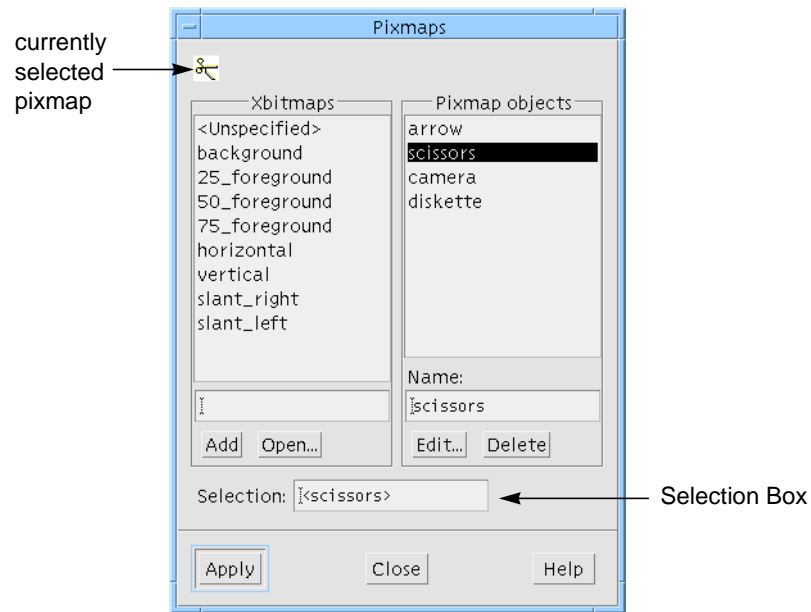 Pixmaps
currently
selected
pixmap
Xbitmaps
<Unspecified>
background
25_foreground
50_foreground
75_foreground
horizontal
vertical
slant_right
slant_left
Add
Open...
Pixmap objects
arrow
scissors
camera
diskette
Name:
scissors
Edit...
Delete
Selection: <scissors>
Selection Box
Apply
Close
Help